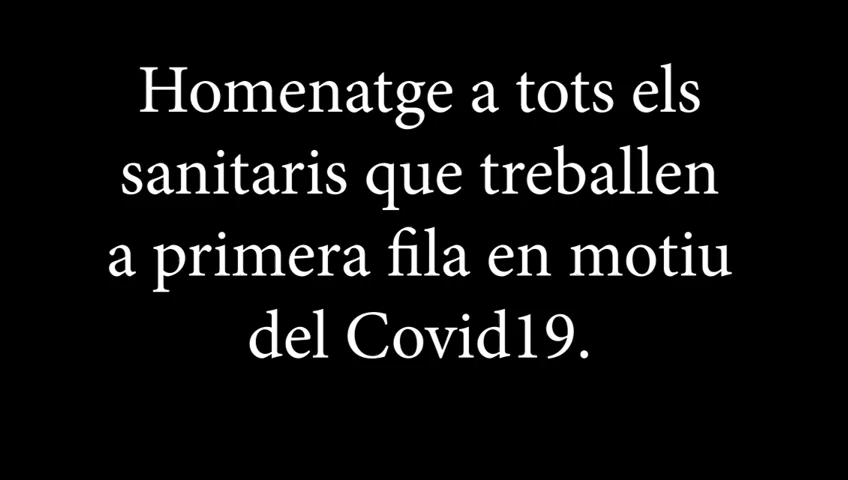 Homenatge a tots els
sanitaris que treballen
a primera fila en motiu
del Covid19.